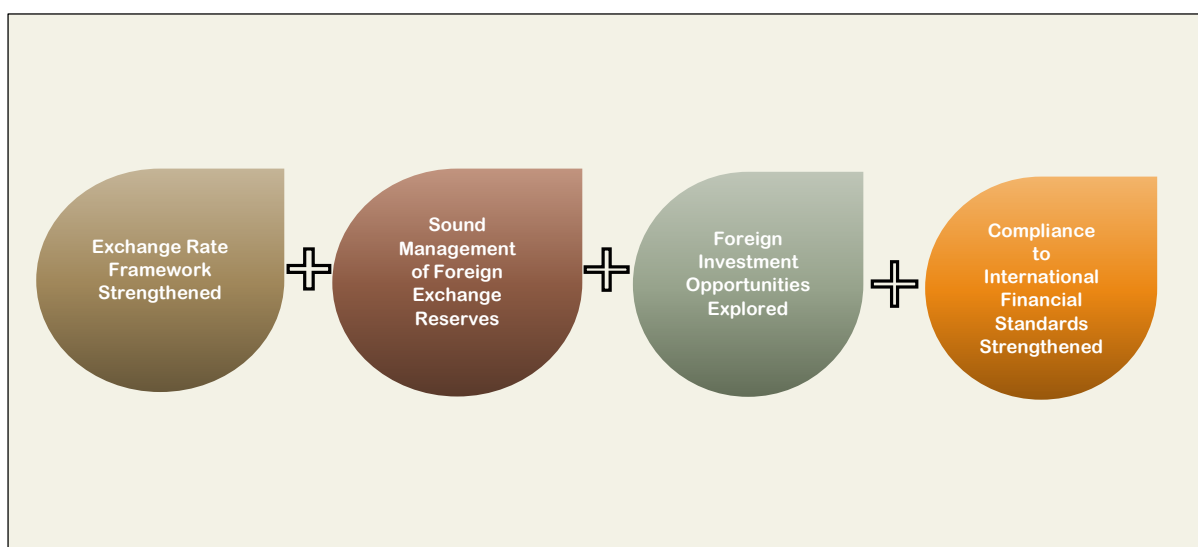 Exchange Rate
Framework
Strengthened
Sound
Management
of Foreign
Exchange
Reserves
Foreign
Investment
Opportunities
Explored
Compliance
to
International
Financial
Standards
Strengthened